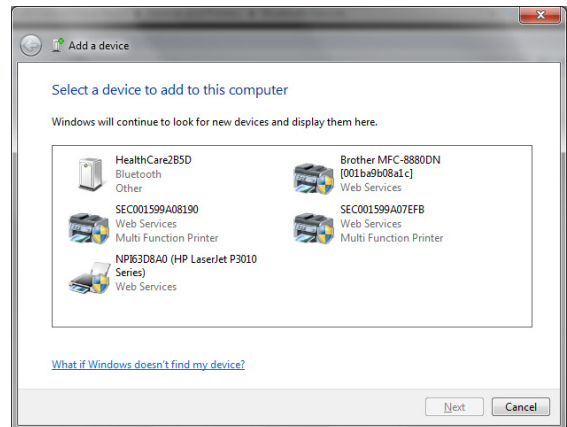 Add a device
Select a device to add to this computer
Windows will continue to look for new devices and display them here.
HealthCare2B5D
Bluetooth
Other
Brother MFC-8880DN
[001ba9b08a1c]
Web Services
SEC001599A08190
Web Services
Multi Function Printer
SEC001599A07EFB
Web Services
Multi Function Printer
NPI63D8A0 (HP LaserJet P3010
Series)
Web Services
What if Windows doesn't find my device?
Next
Cancel